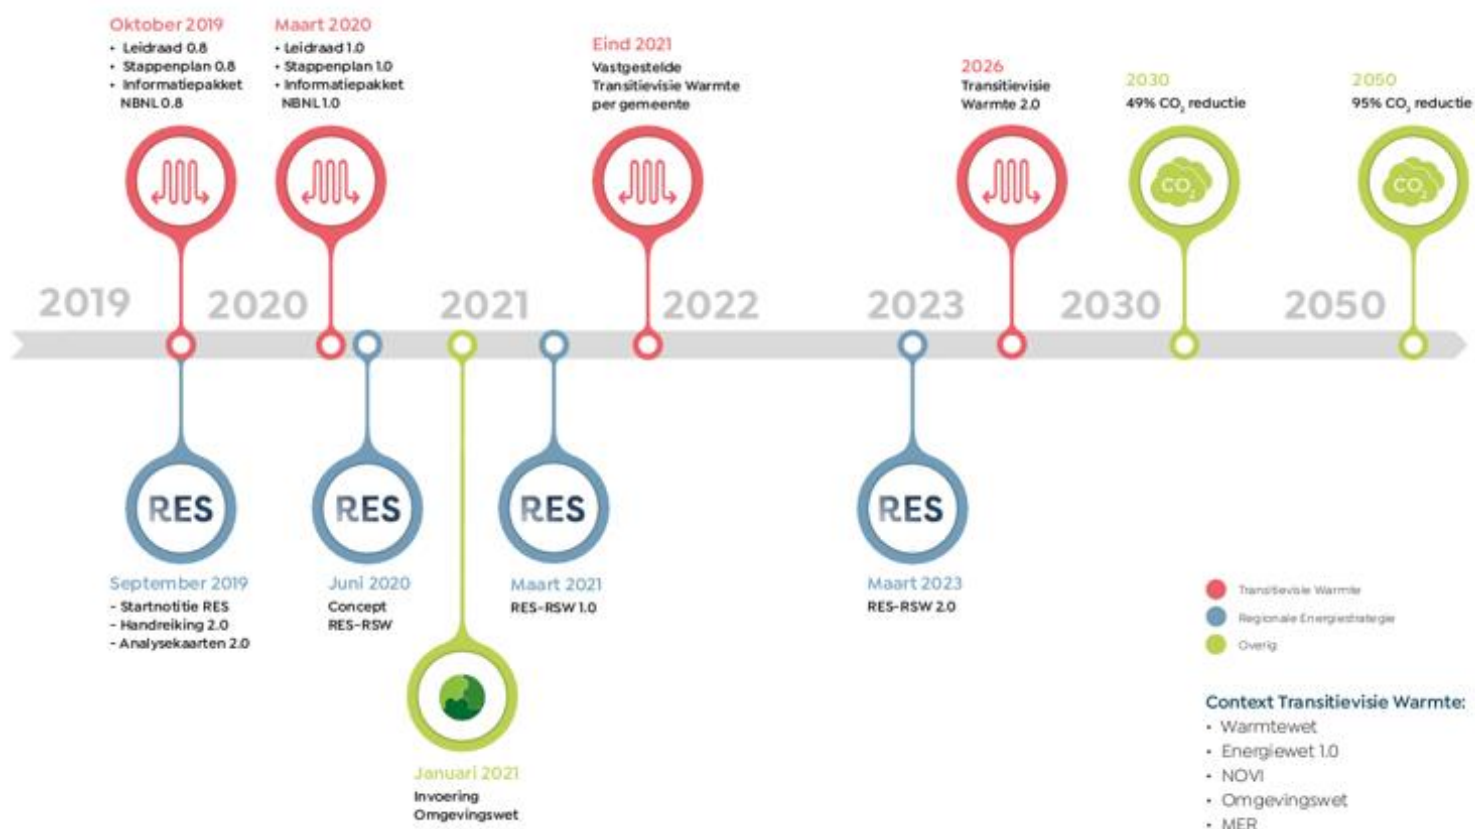 Oktober 2019
• Leidraad 0.8
• Stappenplan 0.8
• Informatiepakket
NBNL 0.8
Maart 2020
• Leidraad 1.0
• Stappenplan 1.0
• Informatiepakket
NBNL 1.0
Eind 2021
Vastgestelde
Transitievisie Warmte
per gemeente
2026
Transitievisie
Warmte 2.0
2030
49% CO₂ reductie
2050
95% CO₂ reductie
CO₂
CO₂
2019
2020
2021
2022
2023
2030
2050
RES
RES
RES
RES
September 2019
- Startnotitie RES
- Handreiking 2.0
- Analysekaarten 2.0
Juni 2020
Concept
RES-RSW
Maart 2021
RES-RSW 1.0
Maart 2023
RES-RSW 2.0
Januari 2021
Invoering
Omgevingswet
Transitievisie Warmte
Regionale Energiestrategie
Overig
Context Transitievisie Warmte:
• Warmtewet
• Energiewet 1.0
• NOVI
• Omgevingswet
• MER